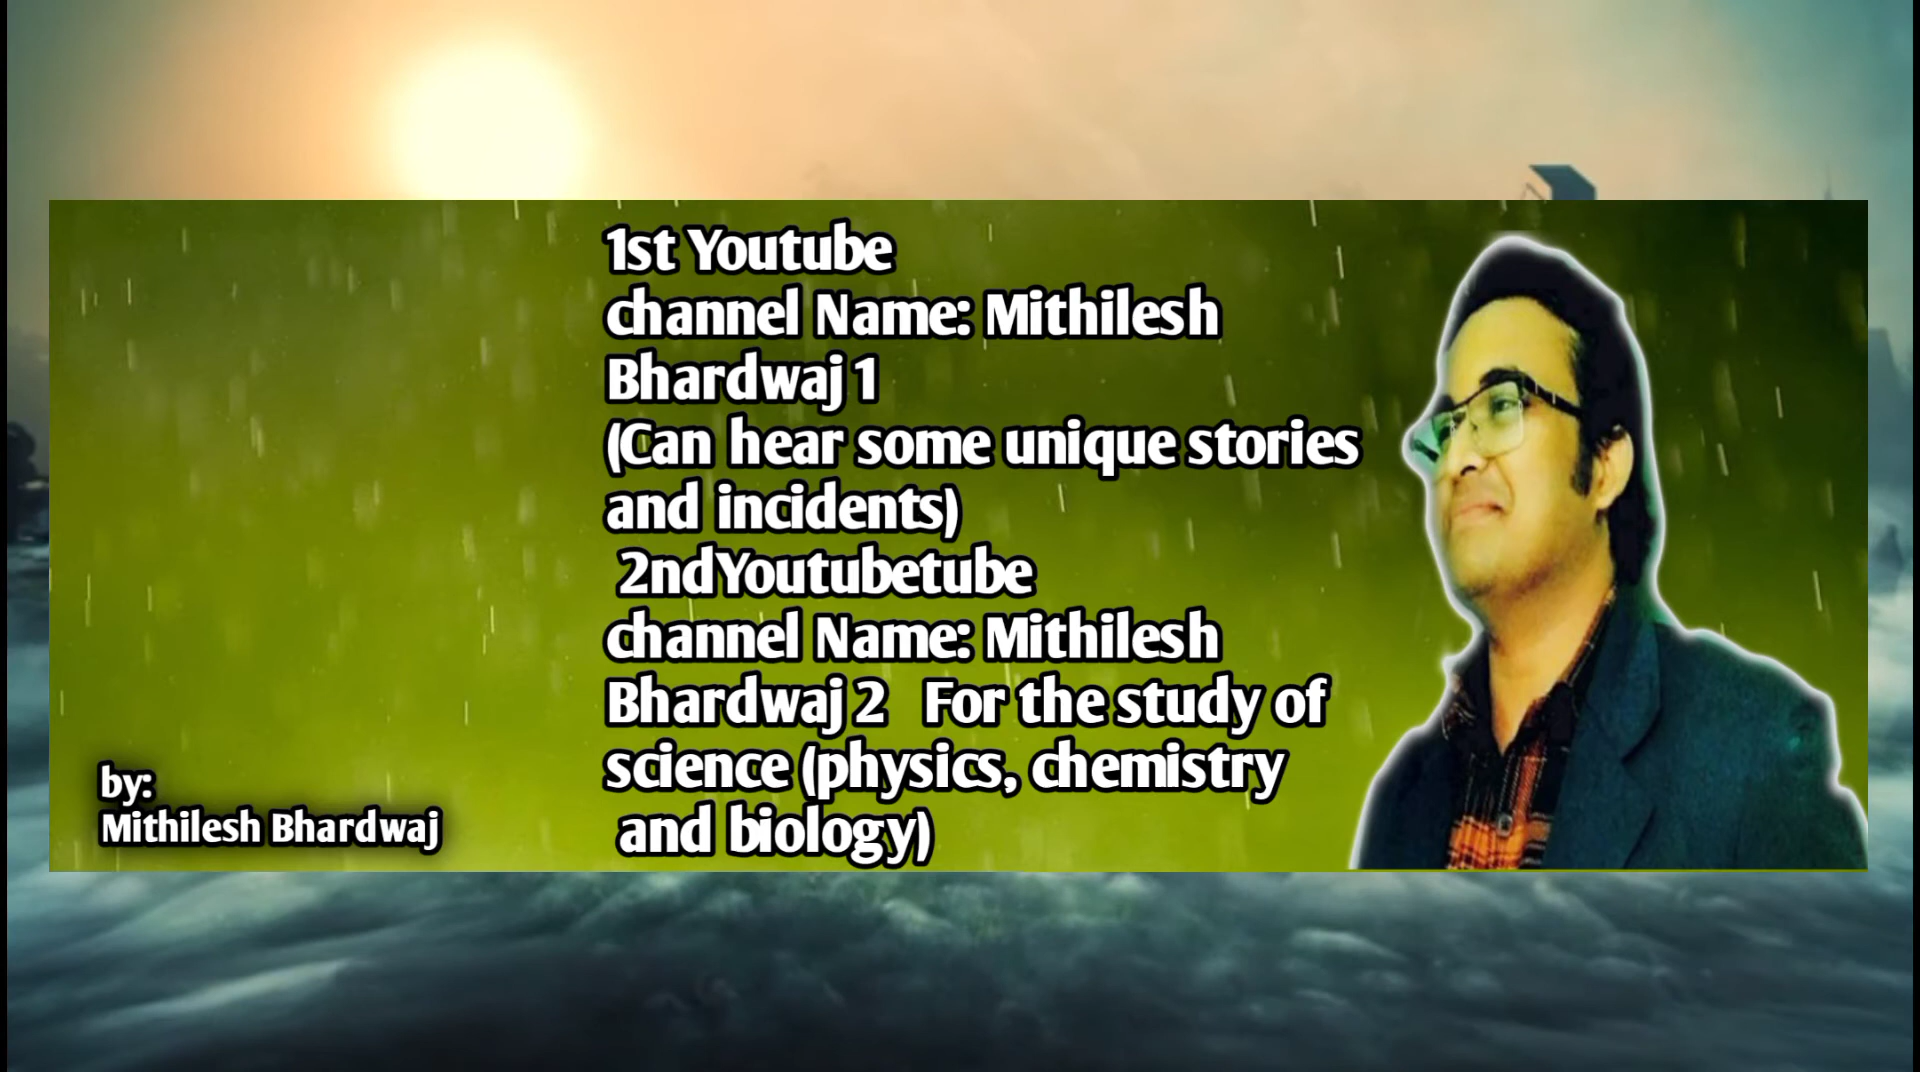 1st Youtube
channel Name: Mithilesh
Bhardwaj 1
(Can hear some unique stories
and incidents)
2ndYoutubetube
channel Name: Mithilesh
Bhardwaj 2 For the study of
science (physics, chemistry
and biology)
by:
Mithilesh Bhardwaj